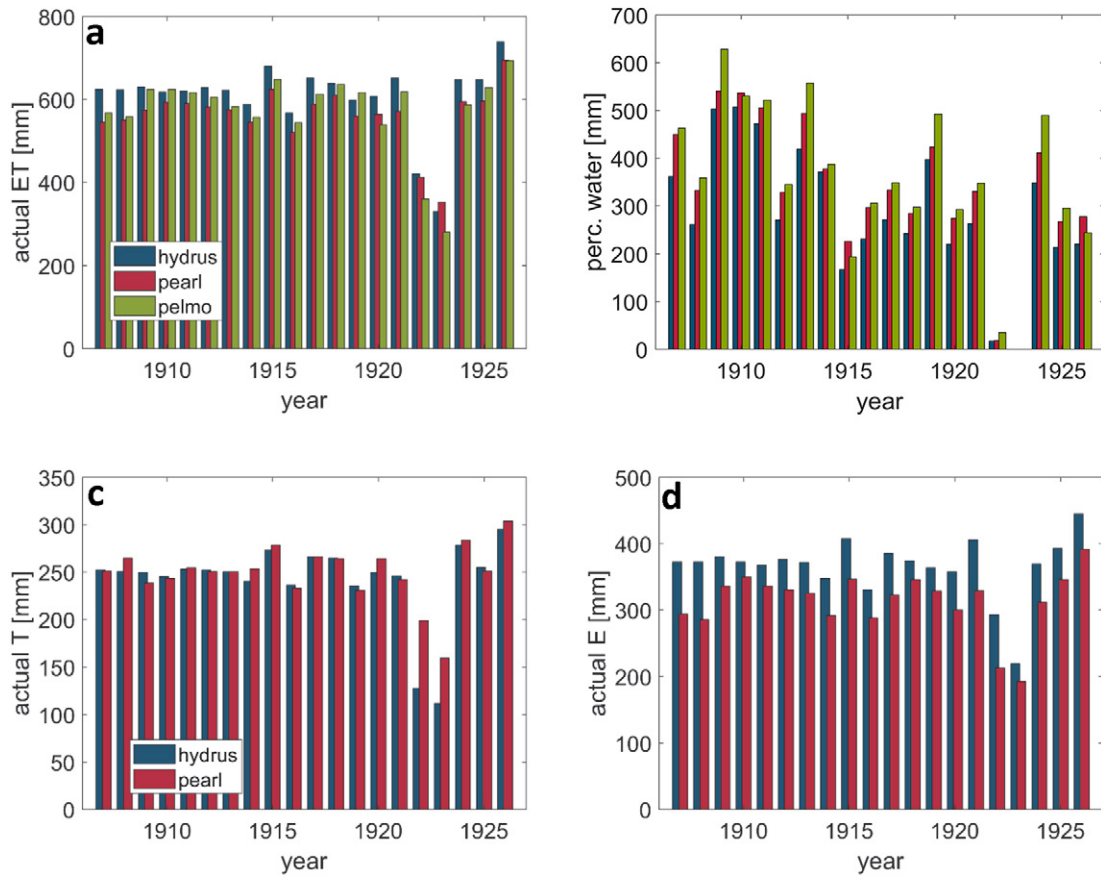 a
actual ET [mm]
800
600
400
200
0
hydrus
pearl
pelmo
1910 1915 1920 1925
year
perc. water [mm]
700
600
500
400
300
200
100
0
1910 1915 1920 1925
year
c
actual T [mm]
350
300
250
200
150
100
50
0
hydrus
pearl
1910 1915 1920 1925
year
d
actual E [mm]
500
400
300
200
100
0
1910 1915 1920 1925
year